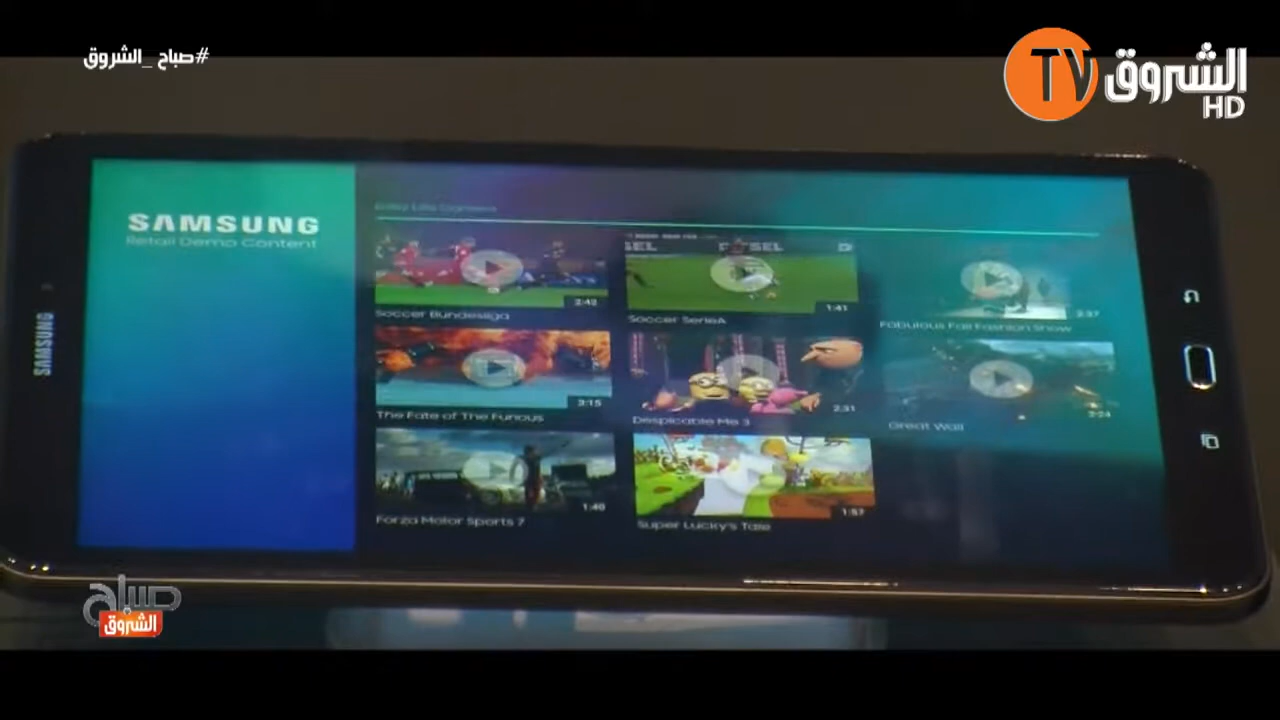 #صباح_الشروق
TV الشروق
HD
SAMSUNG
Retail Demo Content
SAMSUNG
2:42
Soccer Bundesliga
1:41
Soccer SerieA
2:37
Fabulous Fall Fashion Show
3:15
The Fate of The Furious
2:31
Despicable Me 3
2:24
Great Wall
1:46
Forza Motor Sports 7
1:57
Super Lucky's Tale
صباح
الشروق